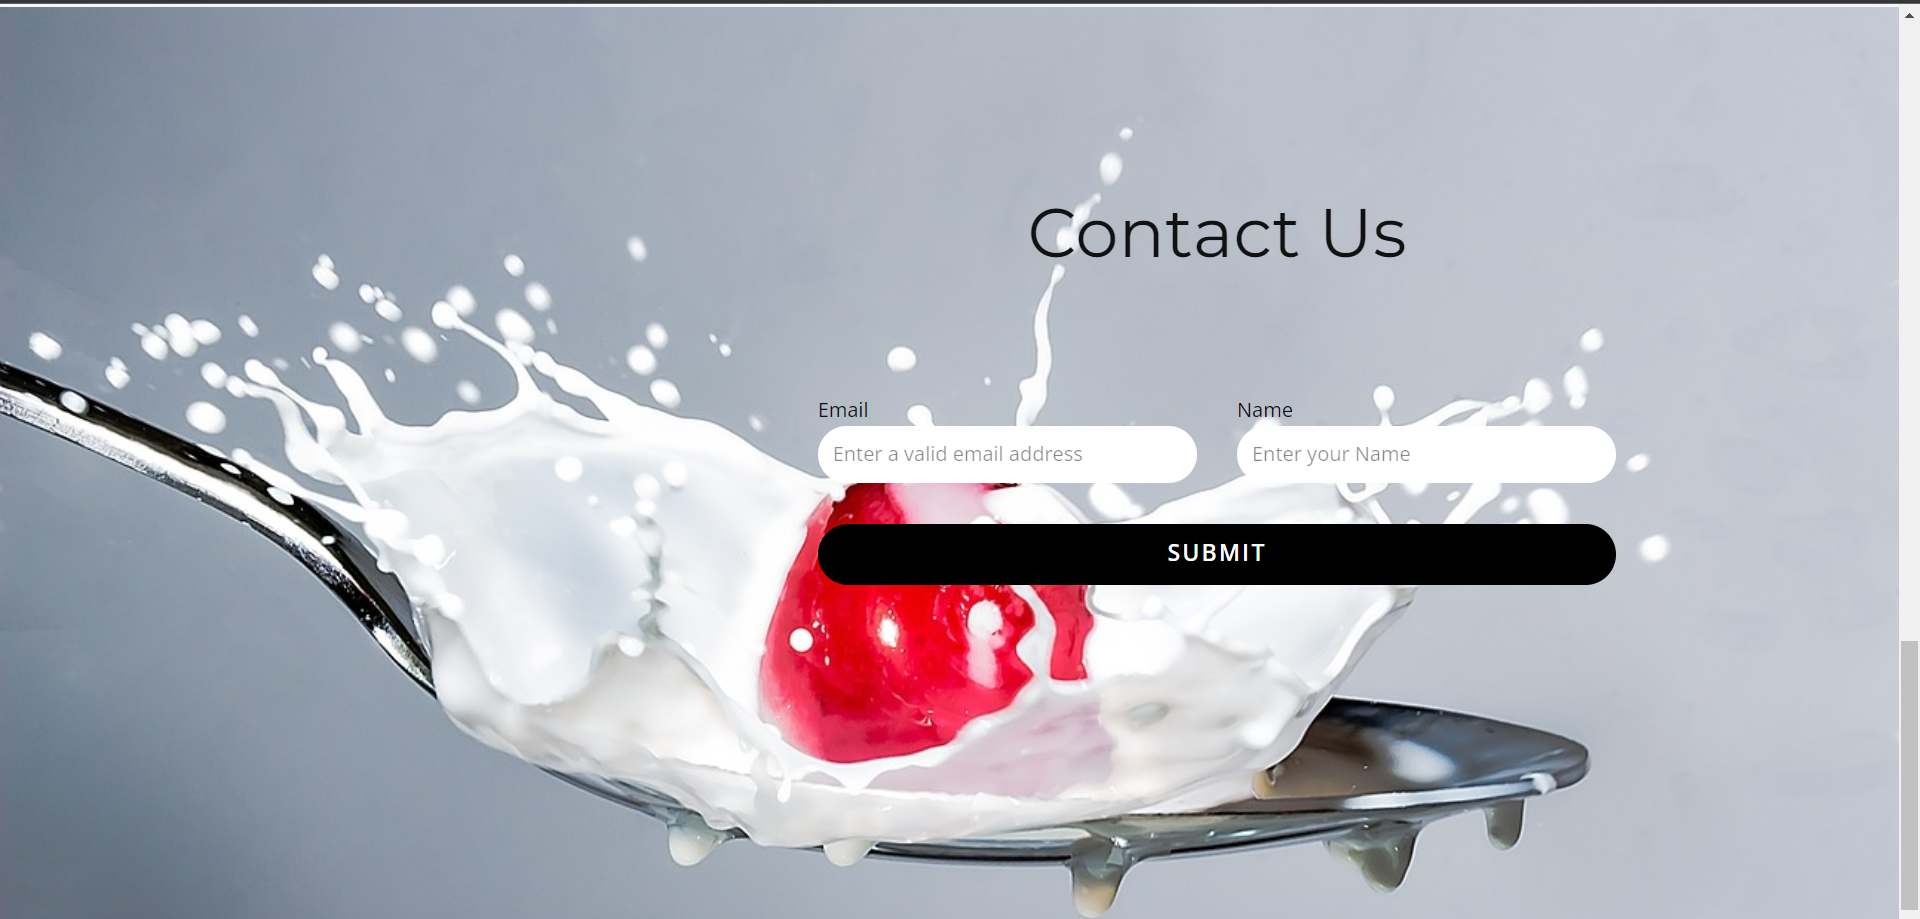 Contact Us
Email
Name
Enter a valid email address
Enter your Name
SUBMIT